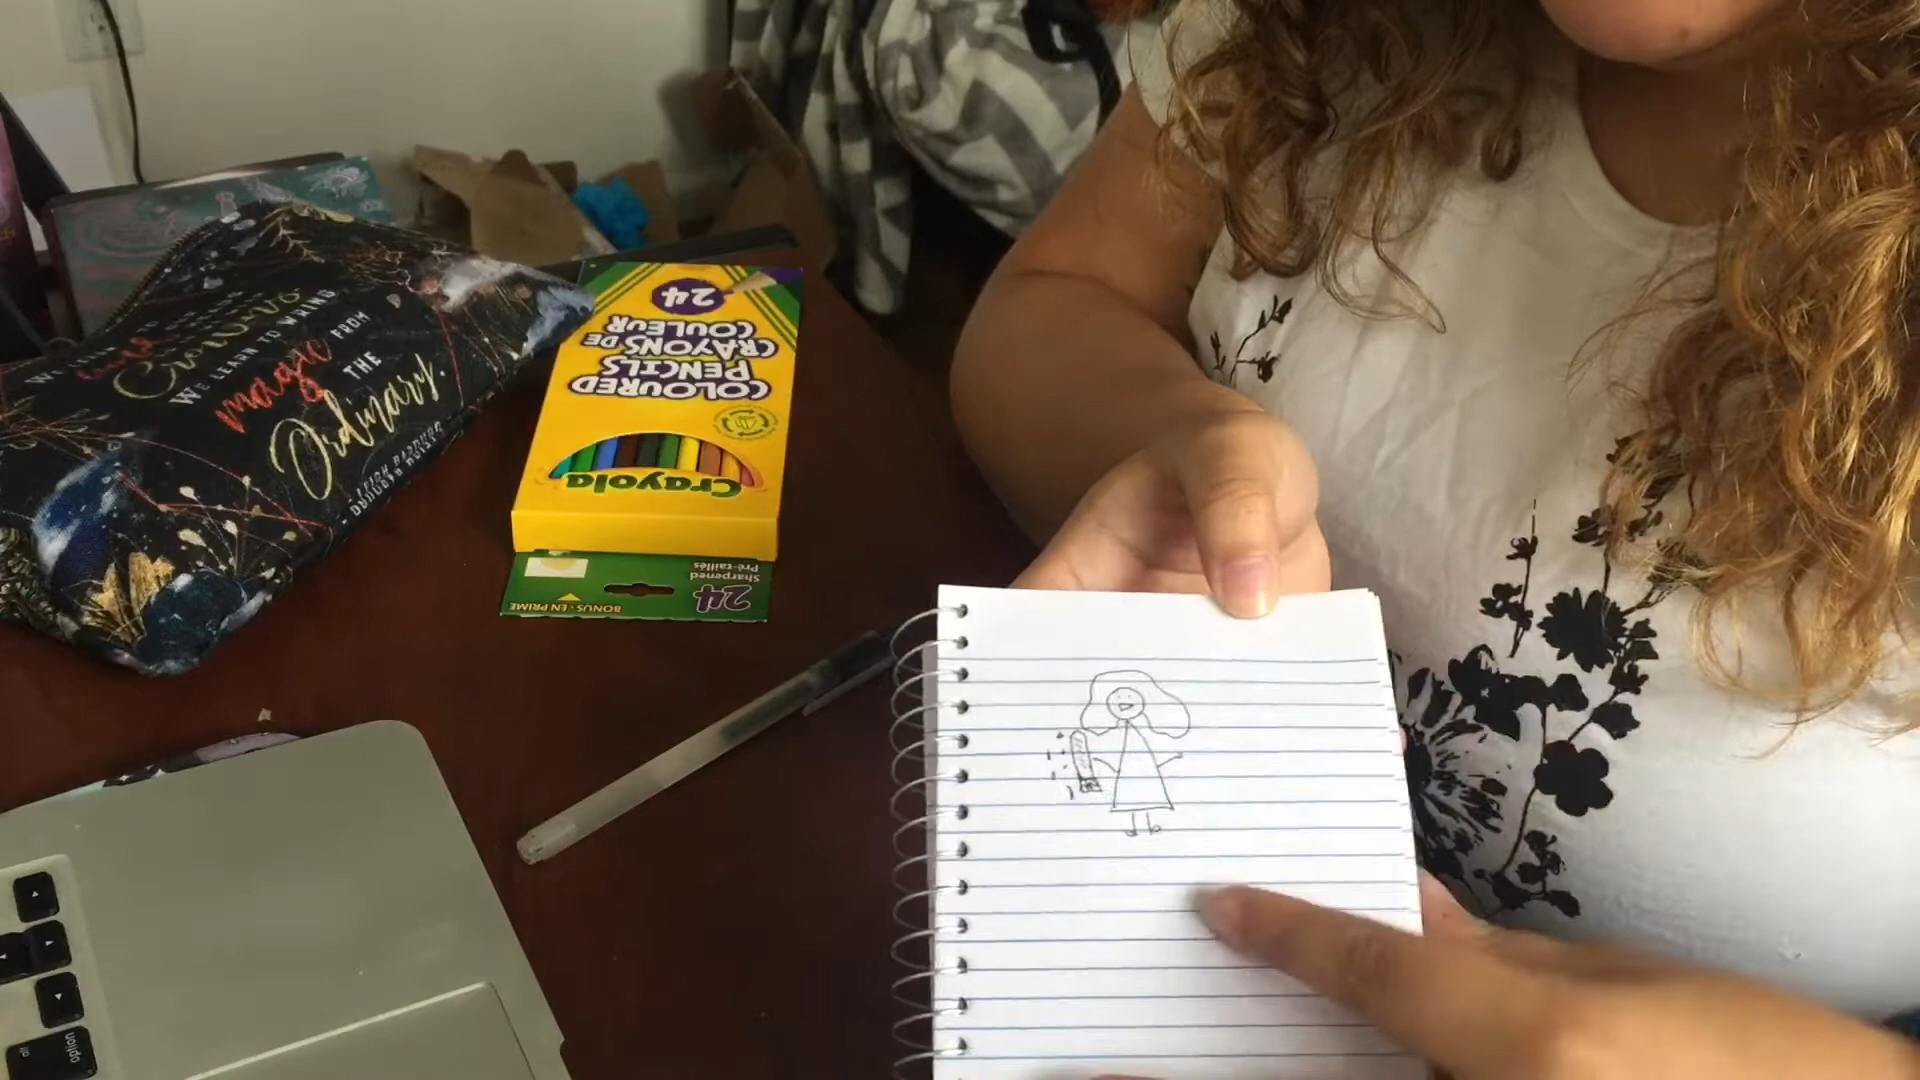 WE LEARN TO WRING
magic FROM
THE
Ordinary.
24
COLOURED
PENCILS
CRAYONS DE
COULEUR
Crayola
24
Sharpened
Pré-taillés
BONUS • EN PRIME
alt
option